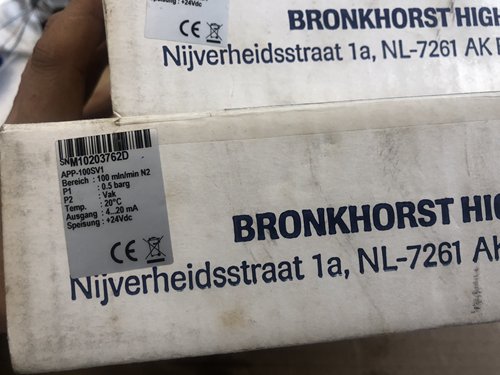 Speisung : +24Vdc
CE
BRONKHORST HIGH
Nijverheidsstraat 1a, NL-7261 AK
SNM10203762D
APP-100SV1
Bereich : 100 mln/min N2
P1 : 0.5 barg
P2 : Vak
Temp. : 20°C
Ausgang : 4...20 mA
Speisung : +24Vdc
CE
BRONKHORST HIG
Nijverheidsstraat 1a, NL-7261 AK